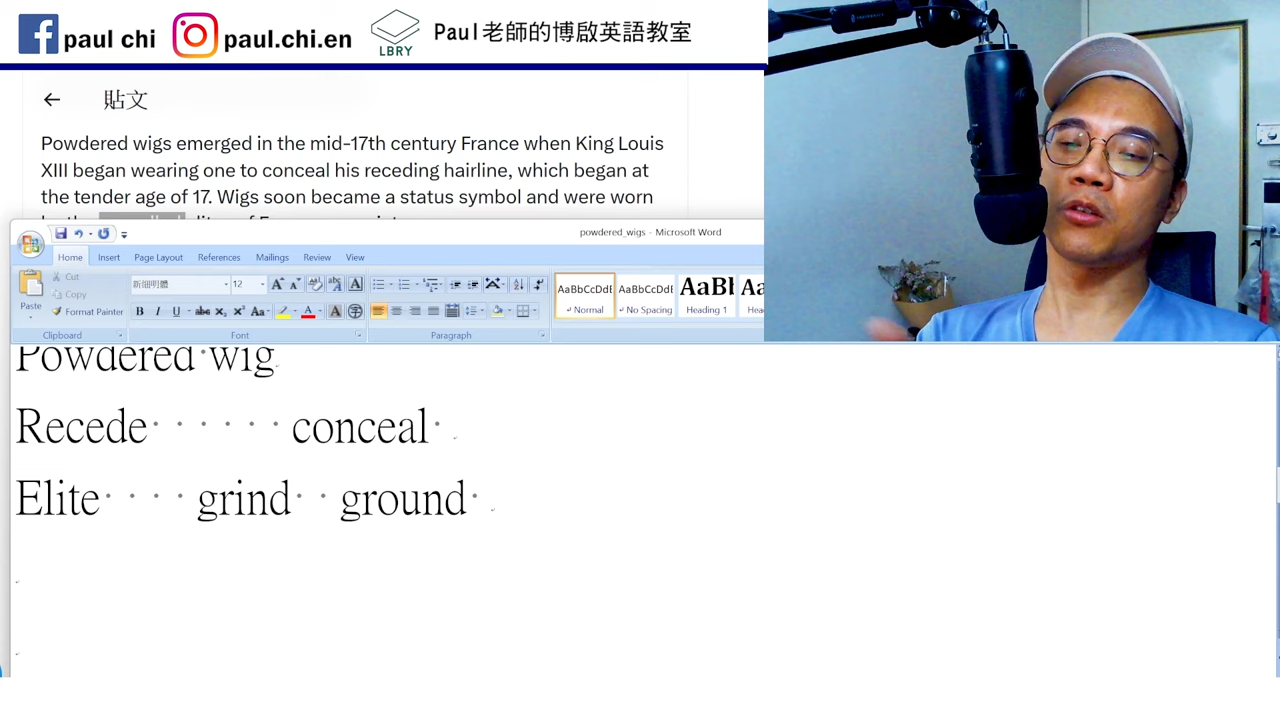 paul chi
paul.chi.en
LBRY
Paul老師的博啟英語教室
貼文
Powdered wigs emerged in the mid-17th century France when King Louis
XIII began wearing one to conceal his receding hairline, which began at
the tender age of 17. Wigs soon became a status symbol and were worn
powdered_wigs - Microsoft Word
Home Insert Page Layout References Mailings Review View
Cut
Copy
Format Painter
Paste
新細明體 12
AaBbCcDdE AaBbCcDdE AaBl Aa
Normal No Spacing Heading 1 Hea
Clipboard Font Paragraph
Powdered wig
Recede conceal
Elite grind ground